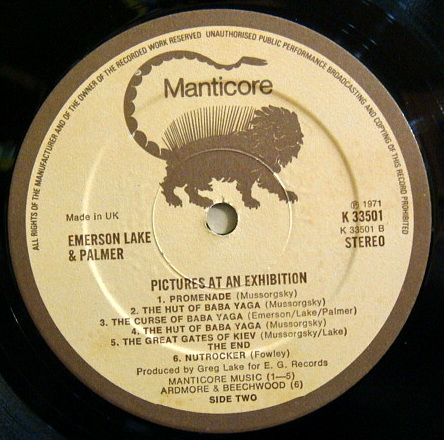 ALL RIGHTS OF THE MANUFACTURER AND OF THE OWNER OF THE RECORDED WORK RESERVED UNAUTHORISED PUBLIC PERFORMANCE BROADCASTING AND COPYING OF THIS RECORD PROHIBITED
Manticore
Made in UK
℗ 1971
K 33501
K 33501 B
STEREO
EMERSON LAKE
& PALMER
PICTURES AT AN EXHIBITION
1. PROMENADE (Mussorgsky)
2. THE HUT OF BABA YAGA (Mussorgsky)
3. THE CURSE OF BABA YAGA (Emerson/Lake/Palmer)
4. THE HUT OF BABA YAGA (Mussorgsky)
5. THE GREAT GATES OF KIEV (Mussorgsky/Lake)
THE END
6. NUTROCKER (Fowley)
Produced by Greg Lake for E. G. Records
MANTICORE MUSIC (1—5)
ARDMORE & BEECHWOOD (6)
SIDE TWO